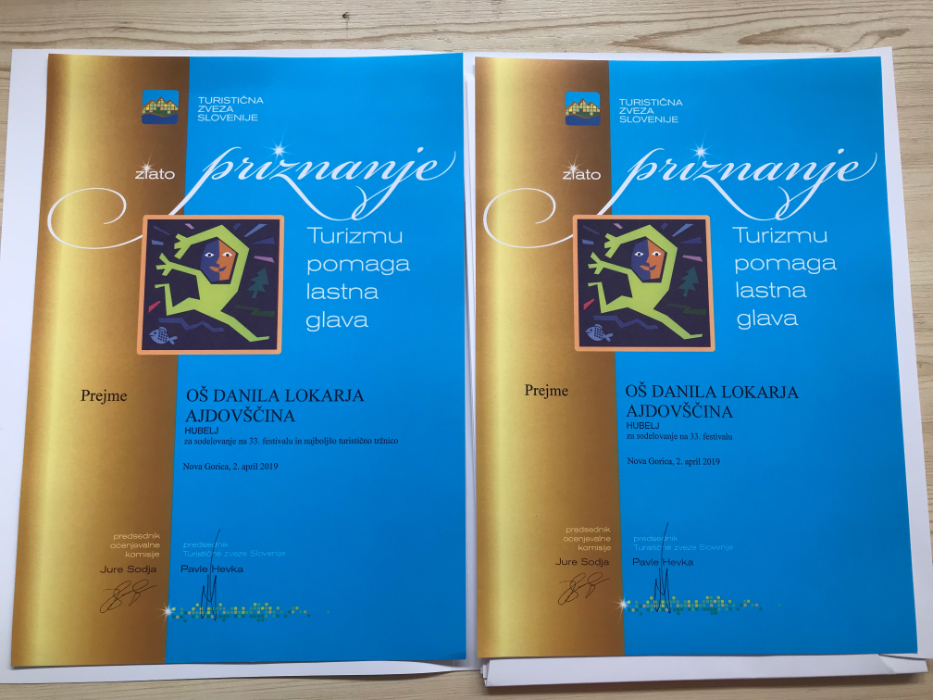 TURISTIČNA
ZVEZA
SLOVENIJE
zlato priznanje
Turizmu
pomaga
lastna
glava
Prejme
OŠ DANILA LOKARJA
AJDOVŠČINA
HUBELJ
za sodelovanje na 33. festivalu in najboljšo turistično tržnico
Nova Gorica, 2. april 2019
predsednik
ocenjevalne
komisije
Jure Sodja
predsednik
Turistične zveze Slovenije
Pavle Hevka
TURISTIČNA
ZVEZA
SLOVENIJE
zlato priznanje
Turizmu
pomaga
lastna
glava
Prejme
OŠ DANILA LOKARJA
AJDOVŠČINA
HUBELJ
za sodelovanje na 33. festivalu
Nova Gorica, 2. april 2019
predsednik
ocenjevalne
komisije
Jure Sodja
predsednik
Turistične zveze Slovenije
Pavle Hevka